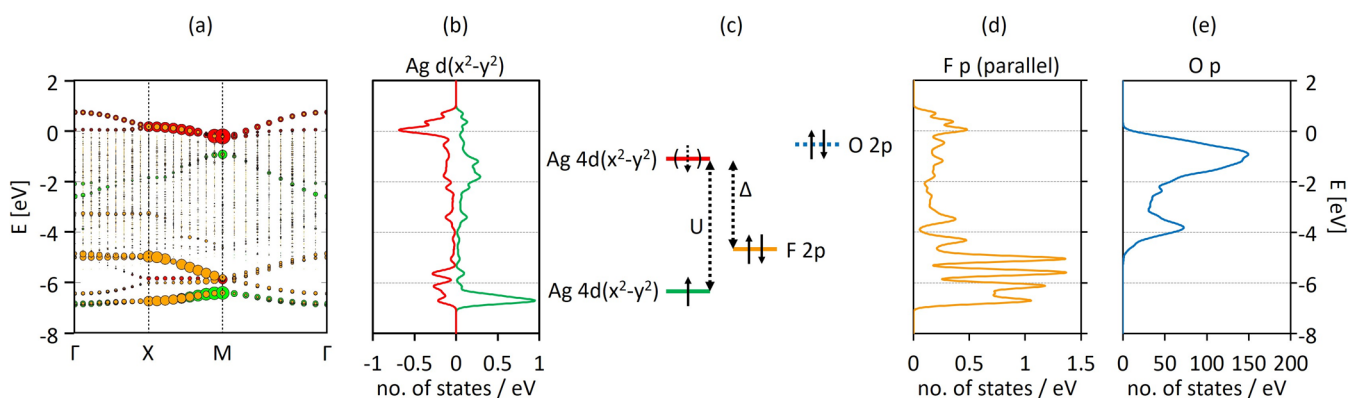 (a)
(b)
(c)
(d)
(e)
Ag d(x²-y²)
F p (parallel)
O p
E [eV]
2
0
-2
-4
-6
-8
Γ
X
M
Γ
-1
-0.5
0
0.5
1
no. of states / eV
Ag 4d(x²-y²)
( )
O 2p
U
Δ
F 2p
Ag 4d(x²-y²)
0
0.5
1
1.5
no. of states / eV
0
50
100
150
200
no. of states / eV
2
0
-2
-4
-6
-8
E [eV]